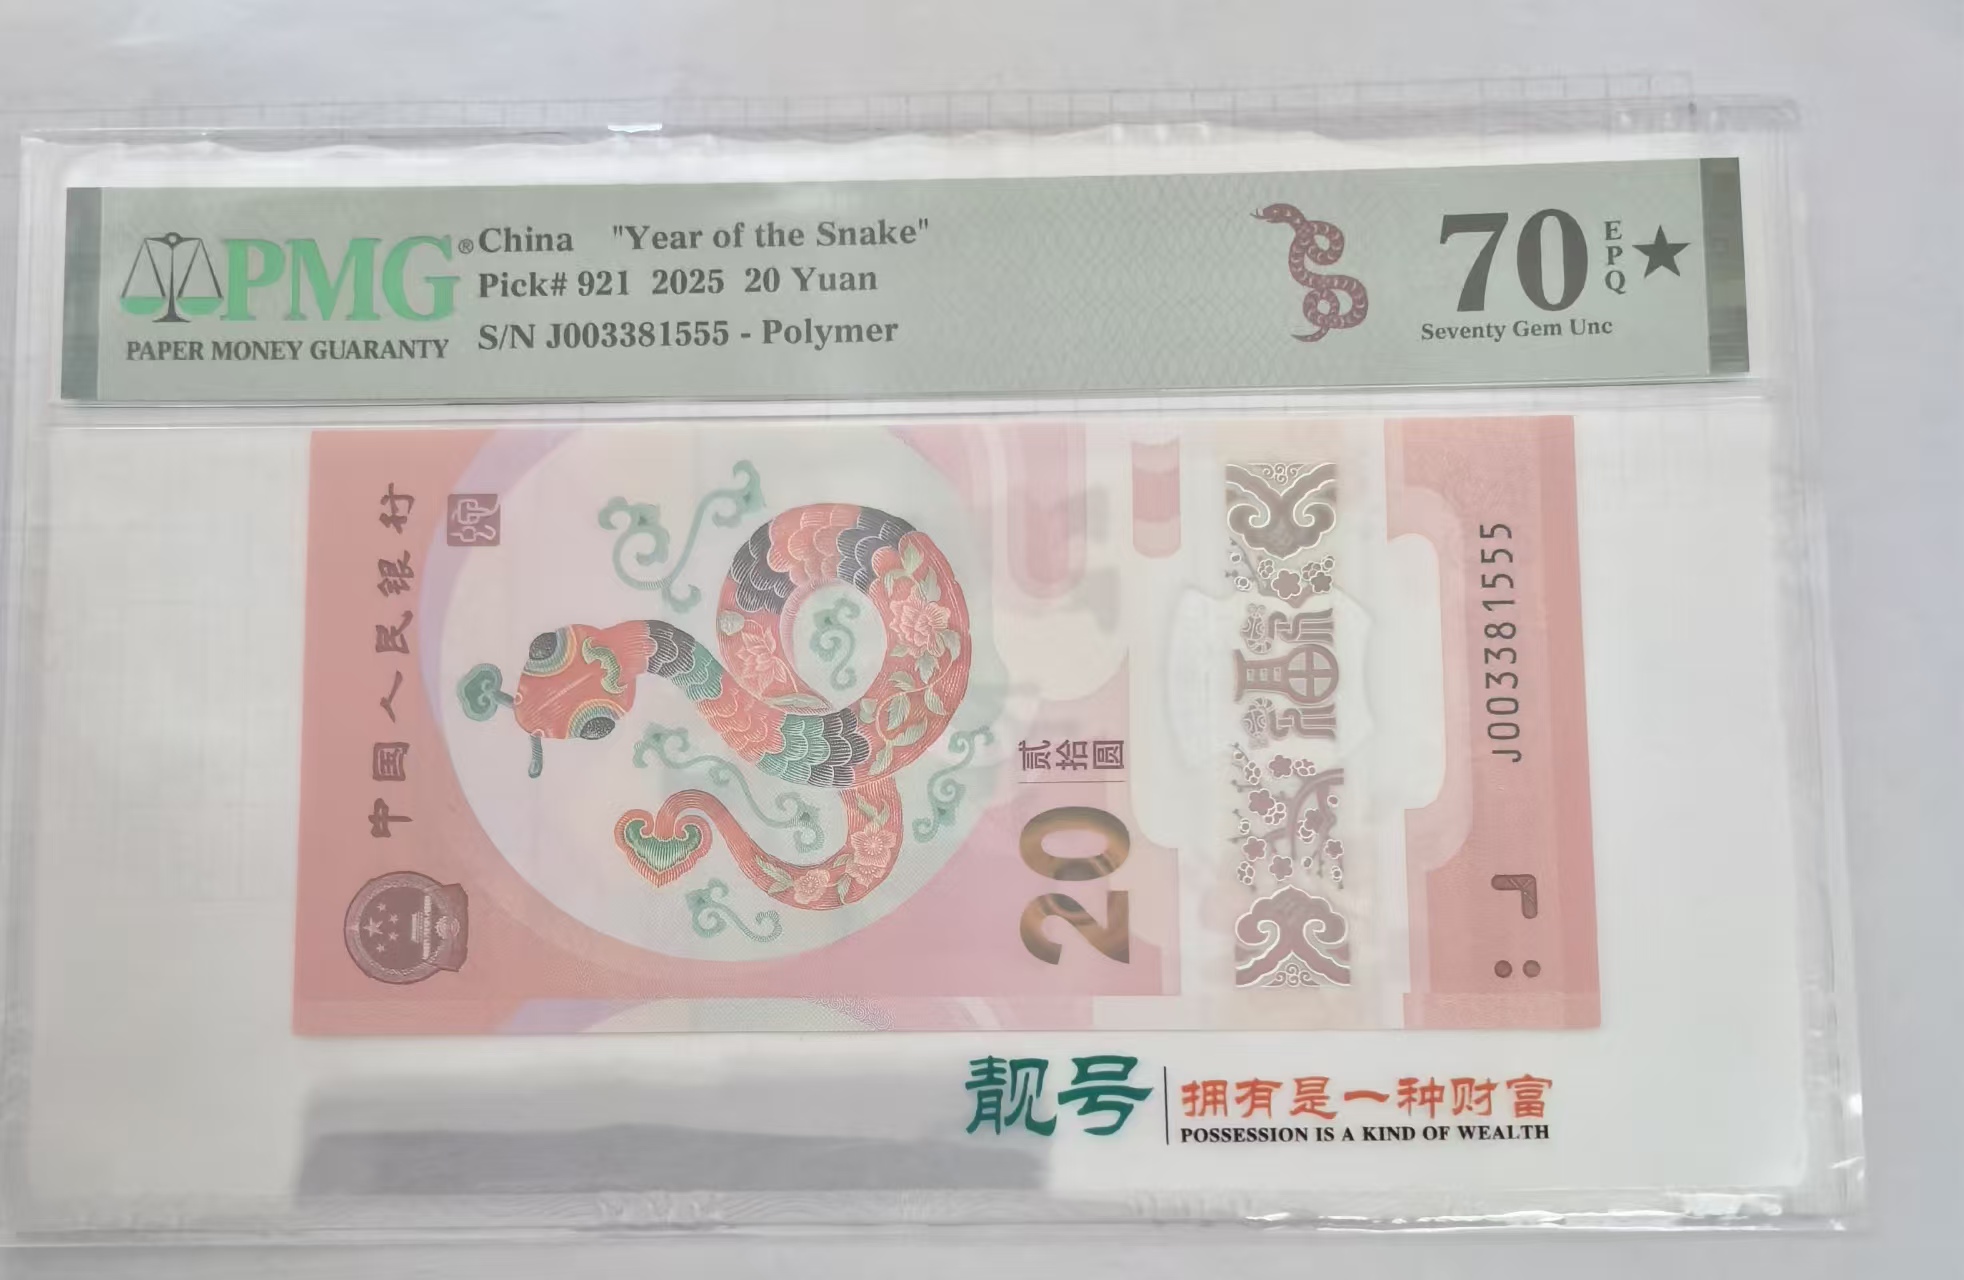 PMG®
PAPER MONEY GUARANTY
China "Year of the Snake"
Pick# 921 2025 20 Yuan
S/N J003381555 - Polymer
70 EPQ ★
Seventy Gem Unc
中国人民银行
20
贰拾圆
福
J003381555
靓号
拥有是一种财富
POSSESSION IS A KIND OF WEALTH